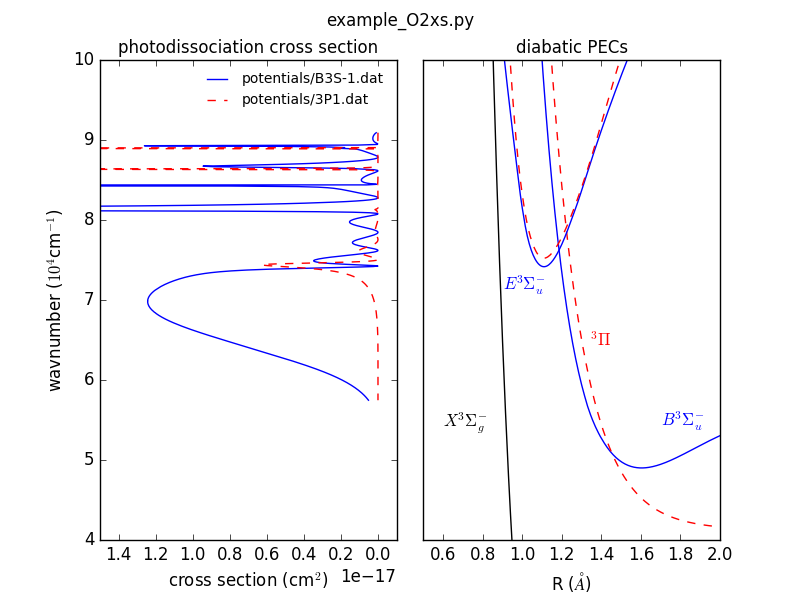 example_O2xs.py
photodissociation cross section
diabatic PECs
potentials/B3S-1.dat
potentials/3P1.dat
wavnumber (10⁴cm⁻¹)
10
9
8
7
6
5
4
1.4 1.2 1.0 0.8 0.6 0.4 0.2 0.0
1e−17
cross section (cm²)
E³Σᵤ⁻
³Π
X³Σg⁻
B³Σᵤ⁻
0.6 0.8 1.0 1.2 1.4 1.6 1.8 2.0
R (Å)